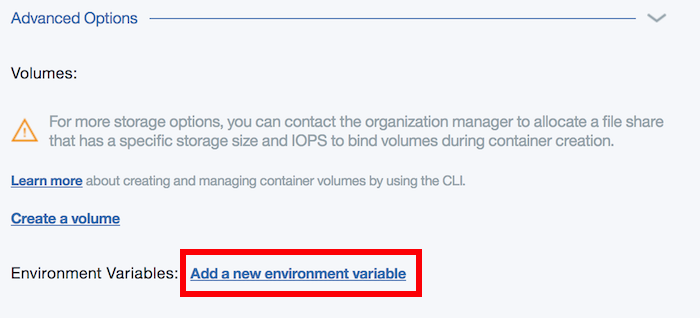 Advanced Options
Volumes:
For more storage options, you can contact the organization manager to allocate a file share
that has a specific storage size and IOPS to bind volumes during container creation.
Learn more about creating and managing container volumes by using the CLI.
Create a volume
Environment Variables: Add a new environment variable